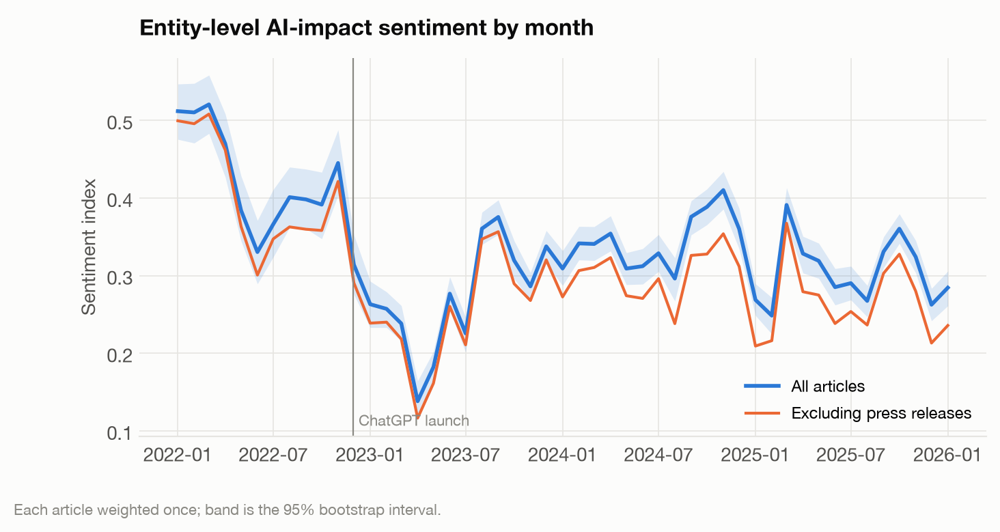 Entity-level AI-impact sentiment by month
Sentiment index
0.5
0.4
0.3
0.2
0.1
ChatGPT launch
All articles
Excluding press releases
2022-01 2022-07 2023-01 2023-07 2024-01 2024-07 2025-01 2025-07 2026-01
Each article weighted once; band is the 95% bootstrap interval.